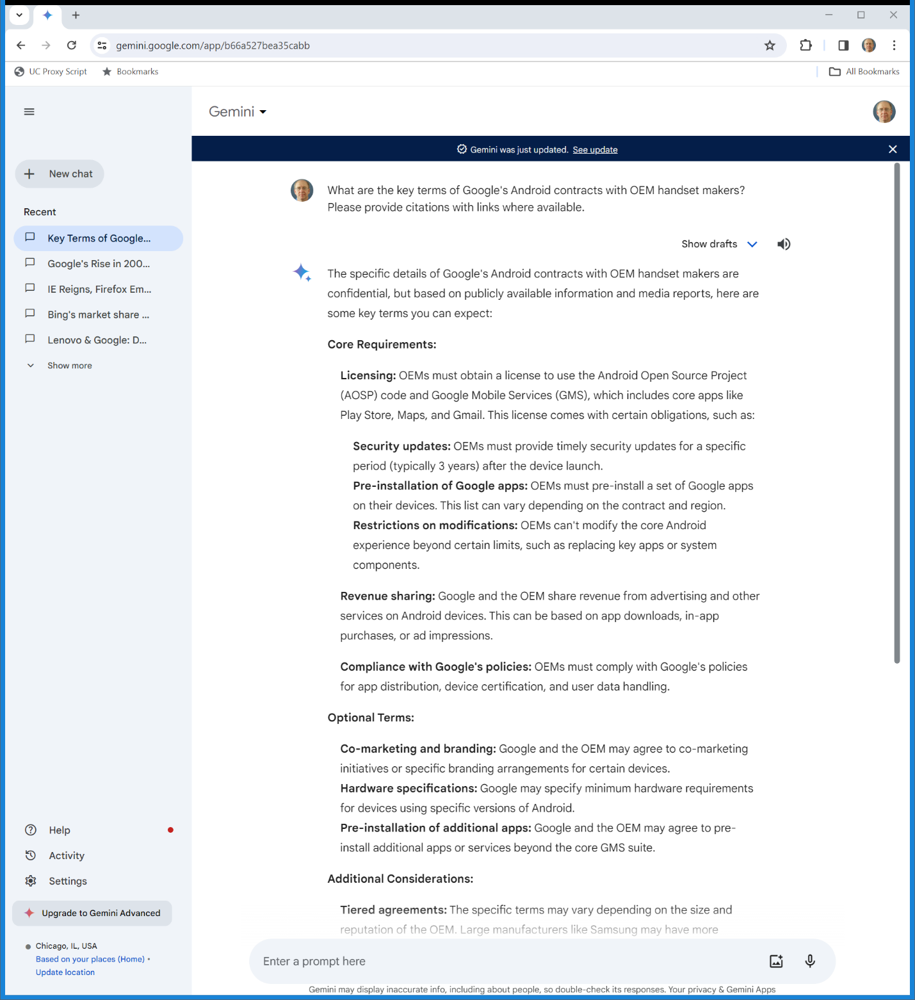 gemini.google.com/app/b66a527bea35cabb
UC Proxy Script
Bookmarks
All Bookmarks
Gemini
Gemini was just updated. See update
New chat
Recent
Key Terms of Google...
Google's Rise in 200...
IE Reigns, Firefox Em...
Bing's market share ...
Lenovo & Google: D...
Show more
What are the key terms of Google's Android contracts with OEM handset makers?
Please provide citations with links where available.
Show drafts
The specific details of Google's Android contracts with OEM handset makers are
confidential, but based on publicly available information and media reports, here are
some key terms you can expect:
Core Requirements:
Licensing: OEMs must obtain a license to use the Android Open Source Project
(AOSP) code and Google Mobile Services (GMS), which includes core apps like
Play Store, Maps, and Gmail. This license comes with certain obligations, such as:
Security updates: OEMs must provide timely security updates for a specific
period (typically 3 years) after the device launch.
Pre-installation of Google apps: OEMs must pre-install a set of Google apps
on their devices. This list can vary depending on the contract and region.
Restrictions on modifications: OEMs can't modify the core Android
experience beyond certain limits, such as replacing key apps or system
components.
Revenue sharing: Google and the OEM share revenue from advertising and other
services on Android devices. This can be based on app downloads, in-app
purchases, or ad impressions.
Compliance with Google's policies: OEMs must comply with Google's policies
for app distribution, device certification, and user data handling.
Optional Terms:
Co-marketing and branding: Google and the OEM may agree to co-marketing
initiatives or specific branding arrangements for certain devices.
Hardware specifications: Google may specify minimum hardware requirements
for devices using specific versions of Android.
Pre-installation of additional apps: Google and the OEM may agree to pre-
install additional apps or services beyond the core GMS suite.
Additional Considerations:
Tiered agreements: The specific terms may vary depending on the size and
reputation of the OEM. Large manufacturers like Samsung may have more
Help
Activity
Settings
Upgrade to Gemini Advanced
Chicago, IL, USA
Based on your places (Home) •
Update location
Enter a prompt here
Gemini may display inaccurate info, including about people, so double-check its responses. Your privacy & Gemini Apps